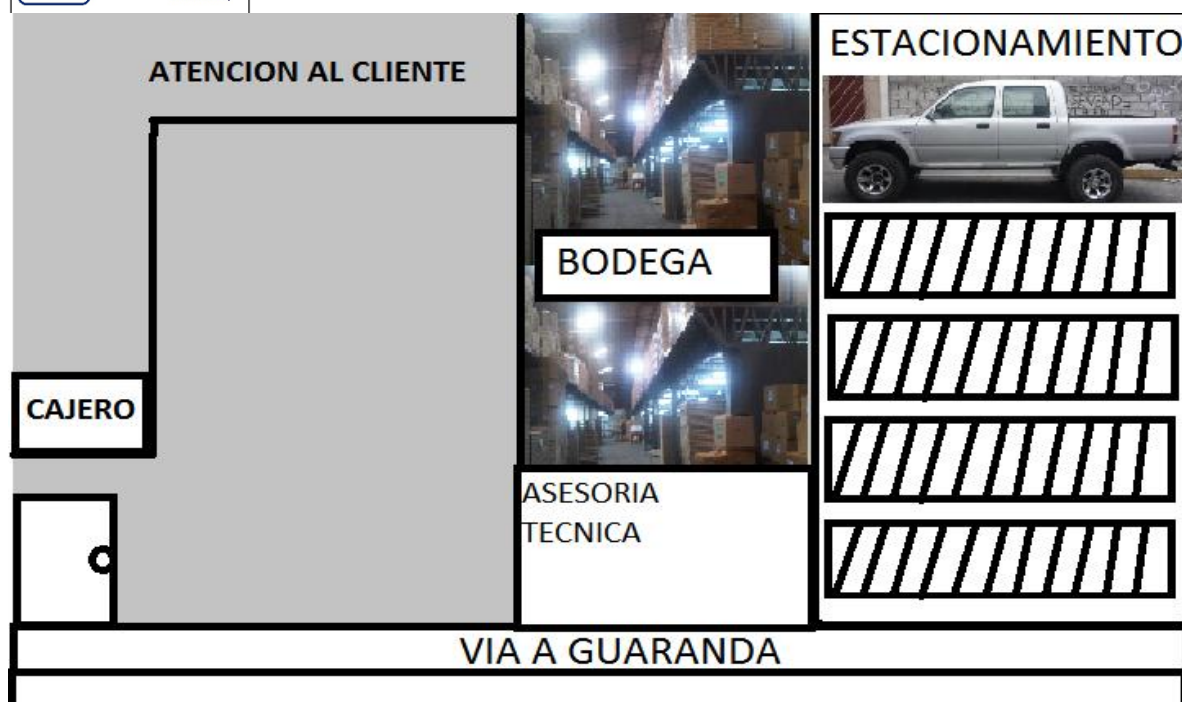 ATENCION AL CLIENTE
ESTACIONAMIENTO
BODEGA
CAJERO
ASESORIA
TECNICA
VIA A GUARANDA